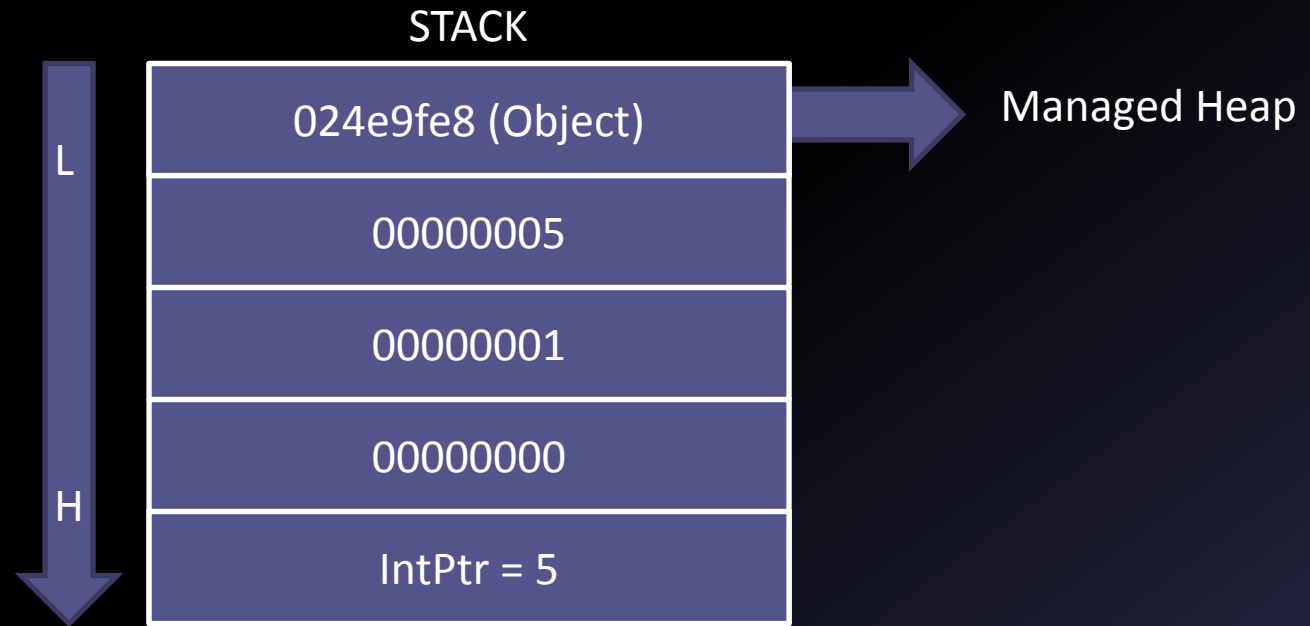 STACK
024e9fe8 (Object)
Managed Heap
L
00000005
00000001
00000000
H
IntPtr = 5